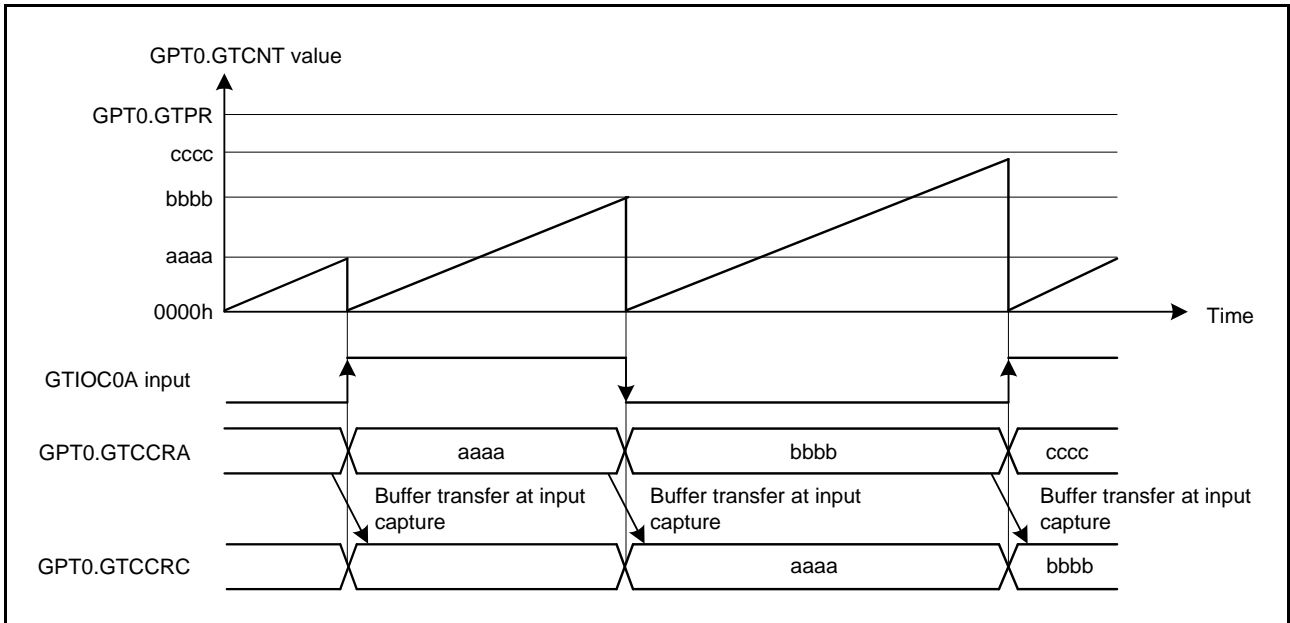 GPT0.GTCNT value
GPT0.GTPR
cccc
bbbb
aaaa
0000h
Time
GTIOC0A input
GPT0.GTCCRA
aaaa
bbbb
cccc
Buffer transfer at input
capture
Buffer transfer at input
capture
Buffer transfer at input
capture
GPT0.GTCCRC
aaaa
bbbb